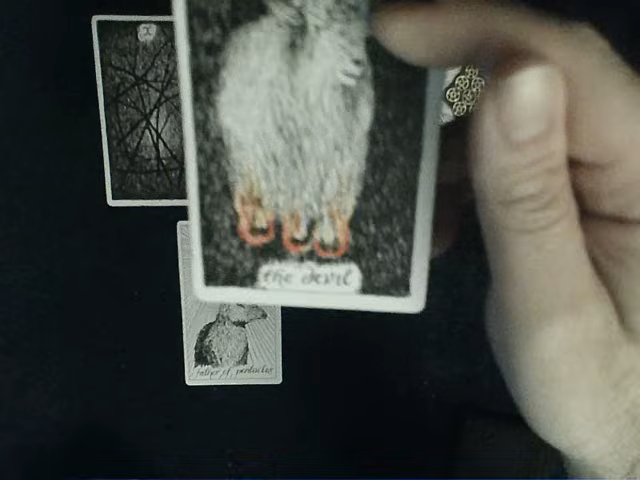 X
the devil
father of pentacles